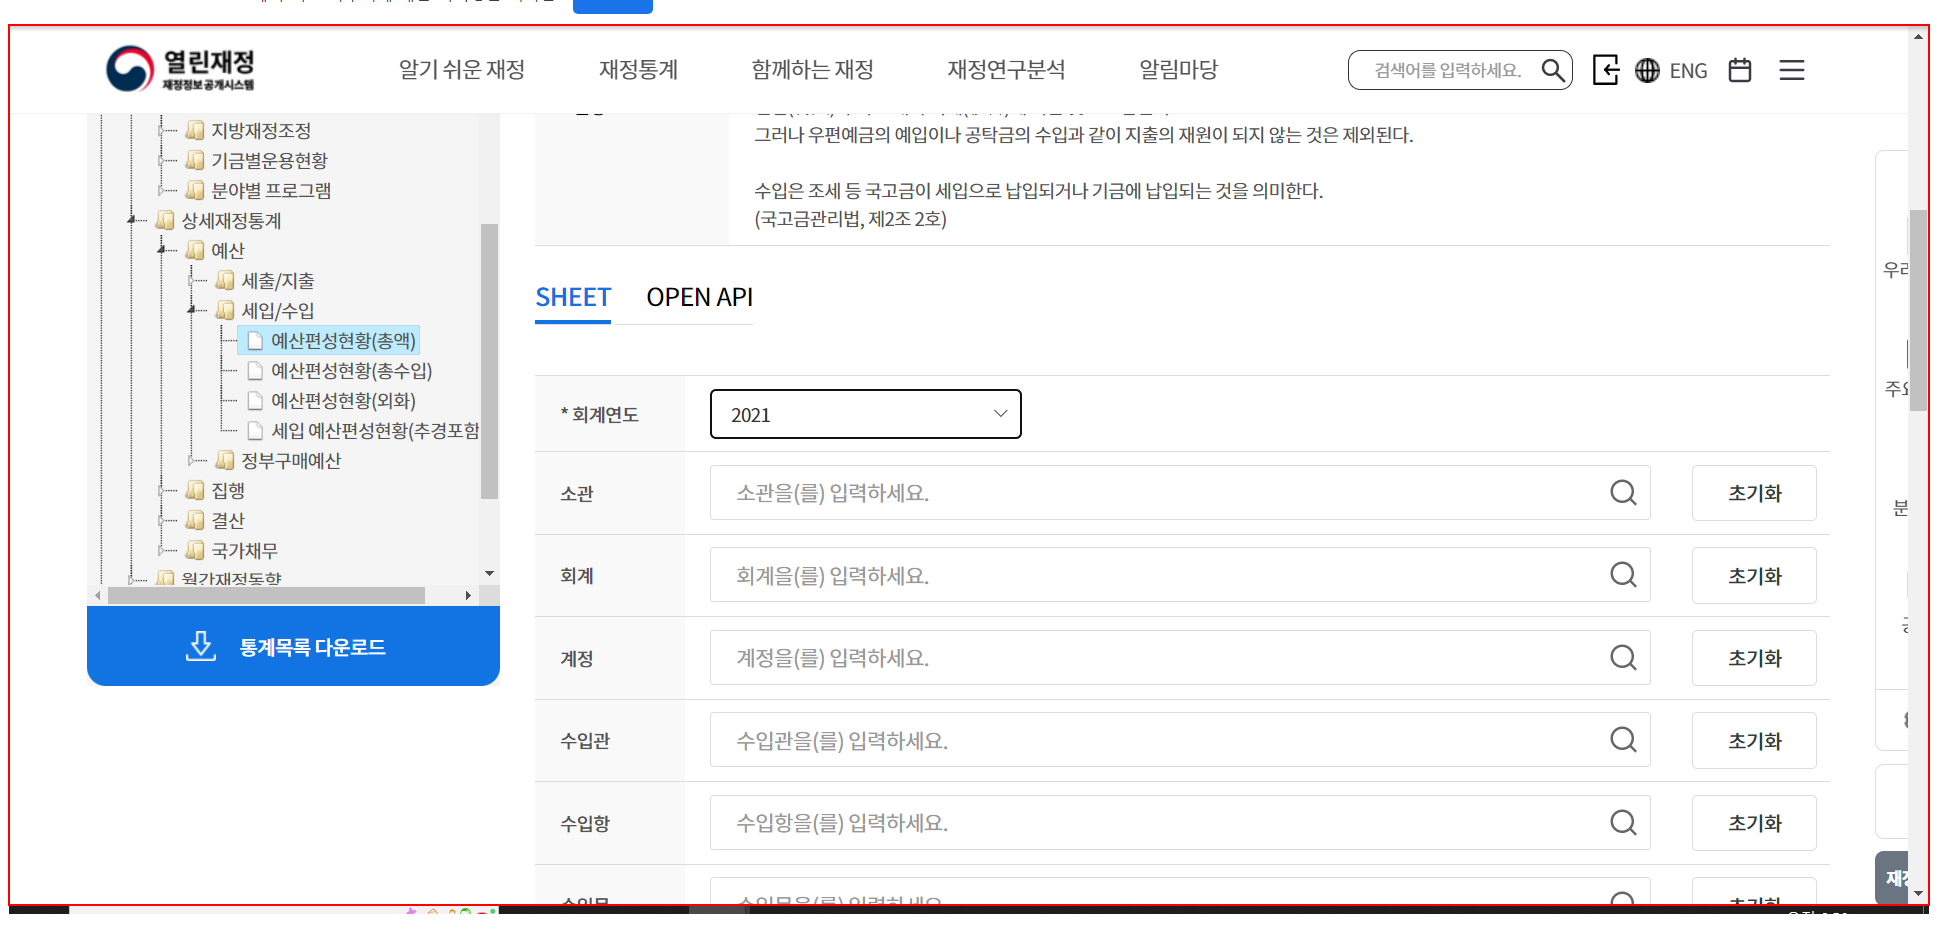 열린재정
재정정보공개시스템
알기 쉬운 재정
재정통계
함께하는 재정
재정연구분석
알림마당
검색어를 입력하세요.
ENG
지방재정조정
기금별운용현황
분야별 프로그램
상세재정통계
예산
세출/지출
세입/수입
예산편성현황(총액)
예산편성현황(총수입)
예산편성현황(외화)
세입 예산편성현황(추경포함
정부구매예산
집행
결산
국가채무
월간재정동향
통계목록 다운로드
그러나 우편예금의 예입이나 공탁금의 수입과 같이 지출의 재원이 되지 않는 것은 제외된다.
수입은 조세 등 국고금이 세입으로 납입되거나 기금에 납입되는 것을 의미한다.
(국고금관리법, 제2조 2호)
SHEET
OPEN API
* 회계연도
2021
소관
소관을(를) 입력하세요.
초기화
회계
회계을(를) 입력하세요.
초기화
계정
계정을(를) 입력하세요.
초기화
수입관
수입관을(를) 입력하세요.
초기화
수입항
수입항을(를) 입력하세요.
초기화